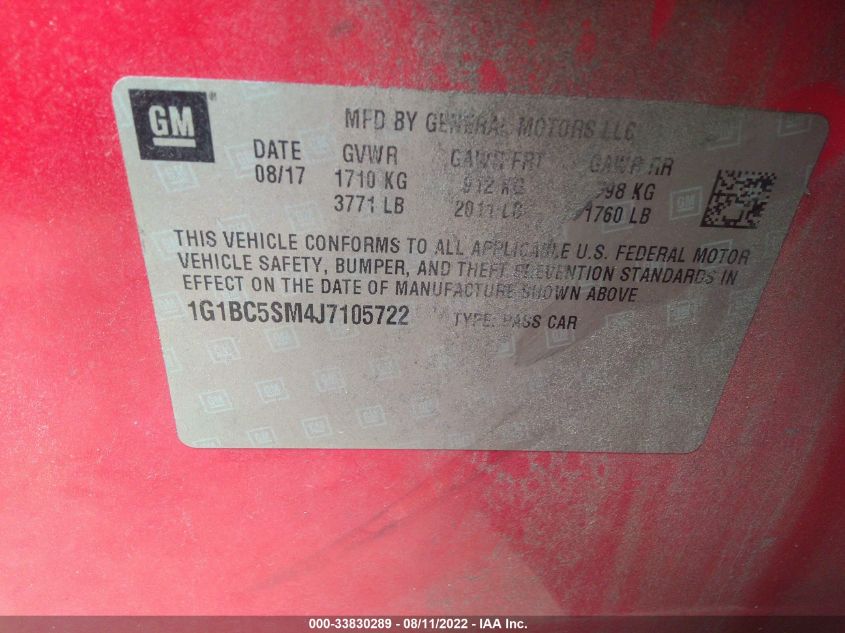 GM
MFD BY GENERAL MOTORS LLC
DATE GVWR GAWR FRT GAWR RR
08/17 1710 KG 912 KG 798 KG
3771 LB 2011 LB 1760 LB
THIS VEHICLE CONFORMS TO ALL APPLICABLE U.S. FEDERAL MOTOR
VEHICLE SAFETY, BUMPER, AND THEFT PREVENTION STANDARDS IN
EFFECT ON THE DATE OF MANUFACTURE SHOWN ABOVE
1G1BC5SM4J7105722 TYPE: PASS CAR
000-33830289 - 08/11/2022 - IAA Inc.